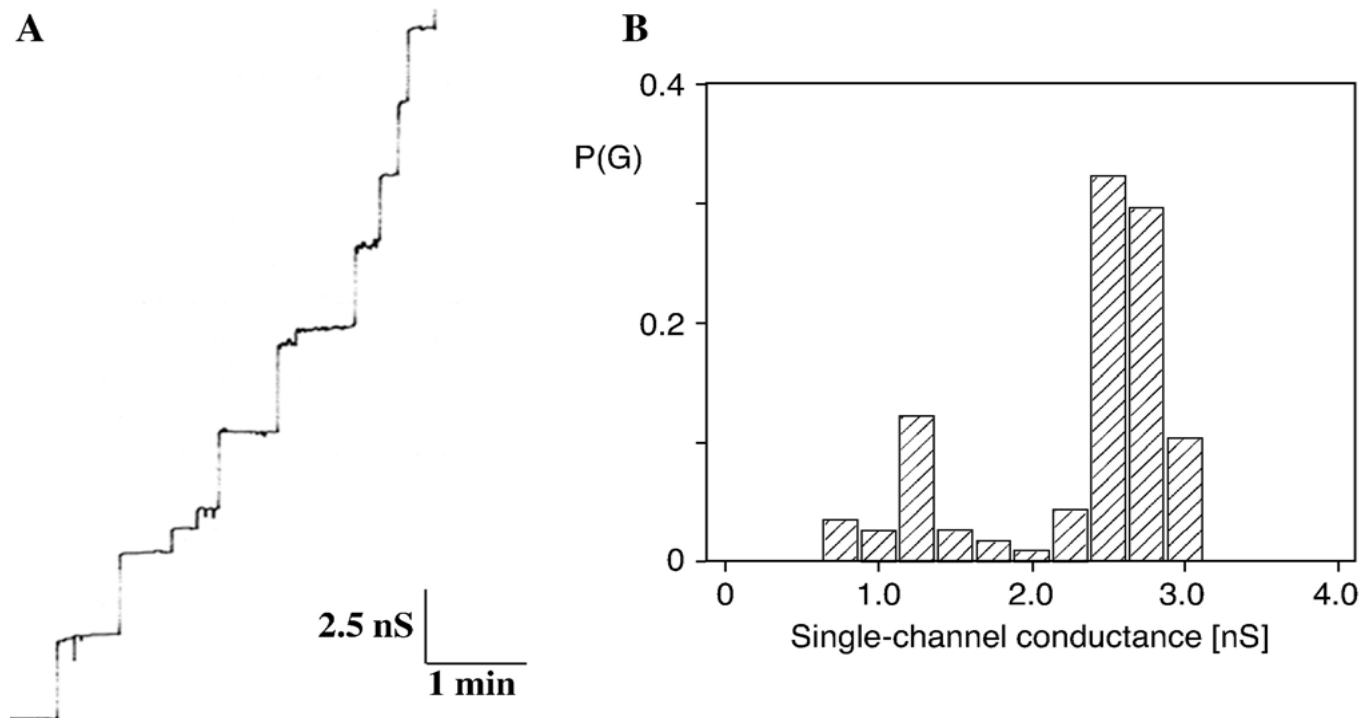 A
2.5 nS
1 min
B
P(G)
0.4
0.2
0
0 1.0 2.0 3.0 4.0
Single-channel conductance [nS]